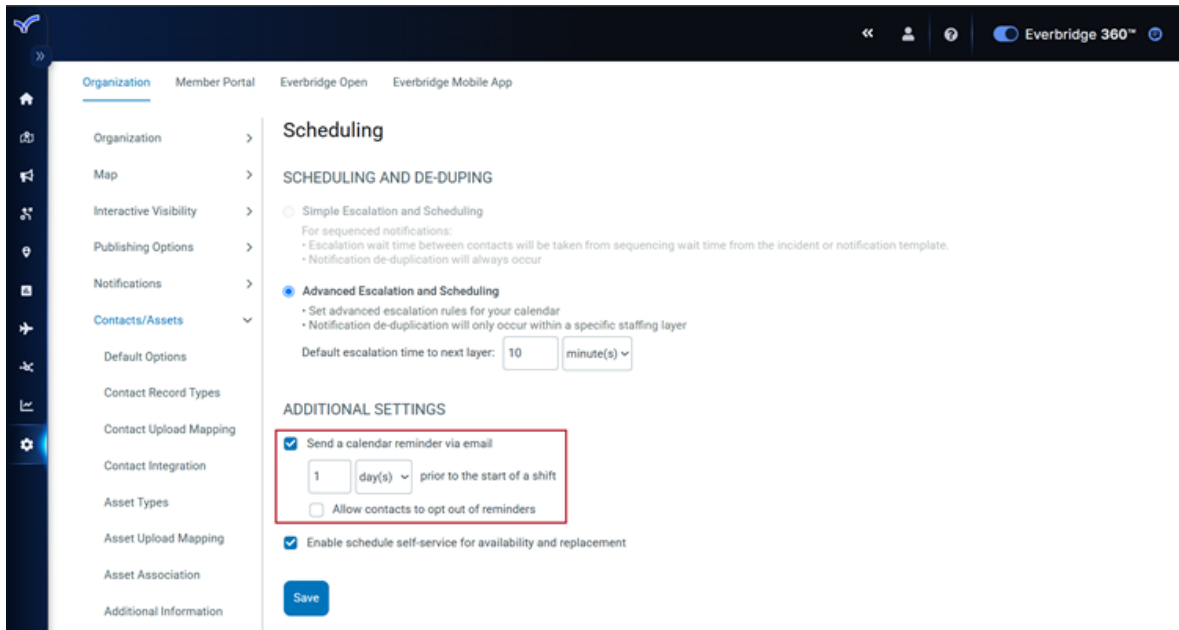 Everbridge 360™
Organization Member Portal Everbridge Open Everbridge Mobile App
Organization
Map
Interactive Visibility
Publishing Options
Notifications
Contacts/Assets
Default Options
Contact Record Types
Contact Upload Mapping
Contact Integration
Asset Types
Asset Upload Mapping
Asset Association
Additional Information
Scheduling
SCHEDULING AND DE-DUPING
Simple Escalation and Scheduling
For sequenced notifications:
• Escalation wait time between contacts will be taken from sequencing wait time from the incident or notification template.
• Notification de-duplication will always occur
Advanced Escalation and Scheduling
• Set advanced escalation rules for your calendar
• Notification de-duplication will only occur within a specific staffing layer
Default escalation time to next layer: 10 minute(s)
ADDITIONAL SETTINGS
Send a calendar reminder via email
1 day(s) prior to the start of a shift
Allow contacts to opt out of reminders
Enable schedule self-service for availability and replacement
Save